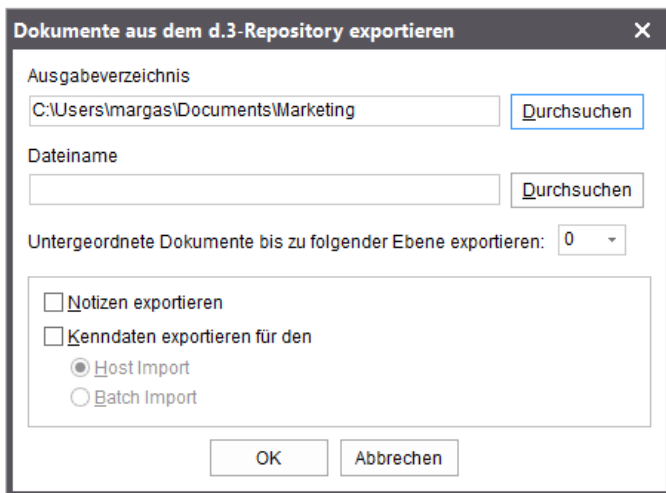 Dokumente aus dem d.3-Repository exportieren
Ausgabeverzeichnis
C:\Users\margas\Documents\Marketing Durchsuchen
Dateiname
Durchsuchen
Untergeordnete Dokumente bis zu folgender Ebene exportieren: 0
Notizen exportieren
Kenndaten exportieren für den
Host Import
Batch Import
OK Abbrechen